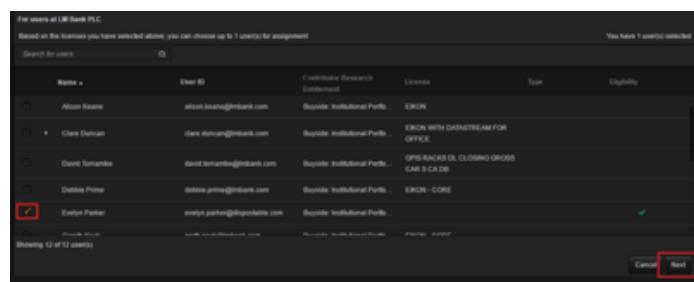 For users at LM Bank PLC
Based on the licenses you have selected above, you can choose up to 1 user(s) for assignment
You have 1 user(s) selected
Search for users
Name
User ID
Contributor Research Entitlement
License
Type
Eligibility
Alison Keane
alison.keane@lmbank.com
Buyside: Institutional Portfo...
EIKON
Clare Duncan
clare.duncan@lmbank.com
Buyside: Institutional Portfo...
EIKON WITH DATASTREAM FOR
OFFICE
David Tomambe
david.tomambe@lmbank.com
Buyside: Institutional Portfo...
OPIS RACKS DL CLOSING GROSS
CAR S CA DB
Debbie Prime
debbie.prime@lmbank.com
Buyside: Institutional Portfo...
EIKON - CORE
Evelyn Parker
evelyn.parker@dispostable.com
Buyside: Institutional Portfo...
Showing 12 of 12 user(s)
Cancel
Next